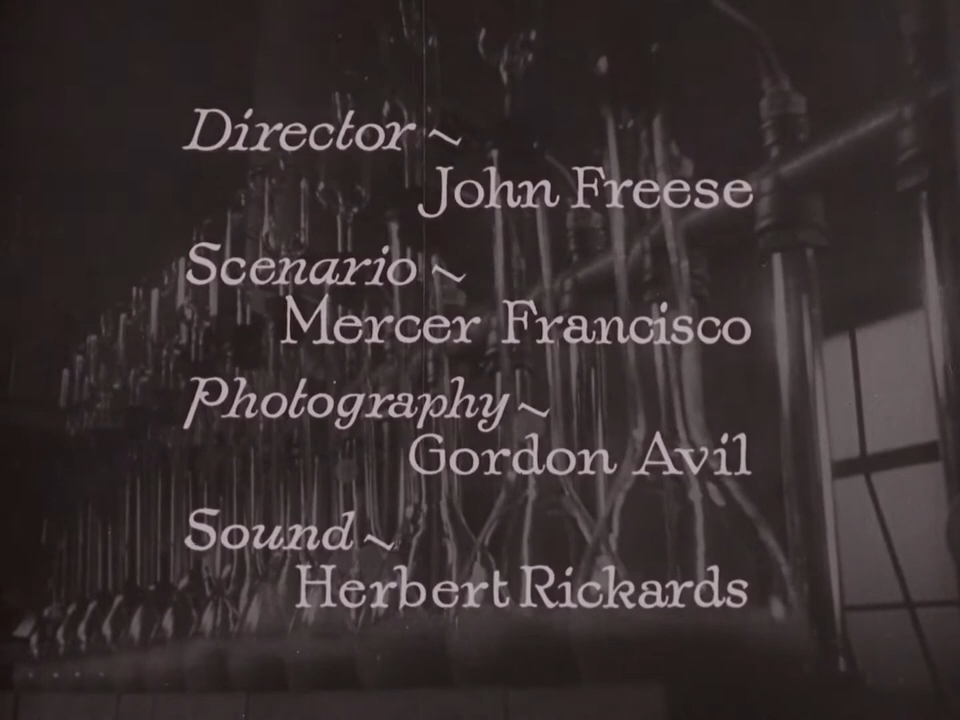 Director ~
John Freese
Scenario ~
Mercer Francisco
Photography ~
Gordon Avil
Sound ~
Herbert Rickards